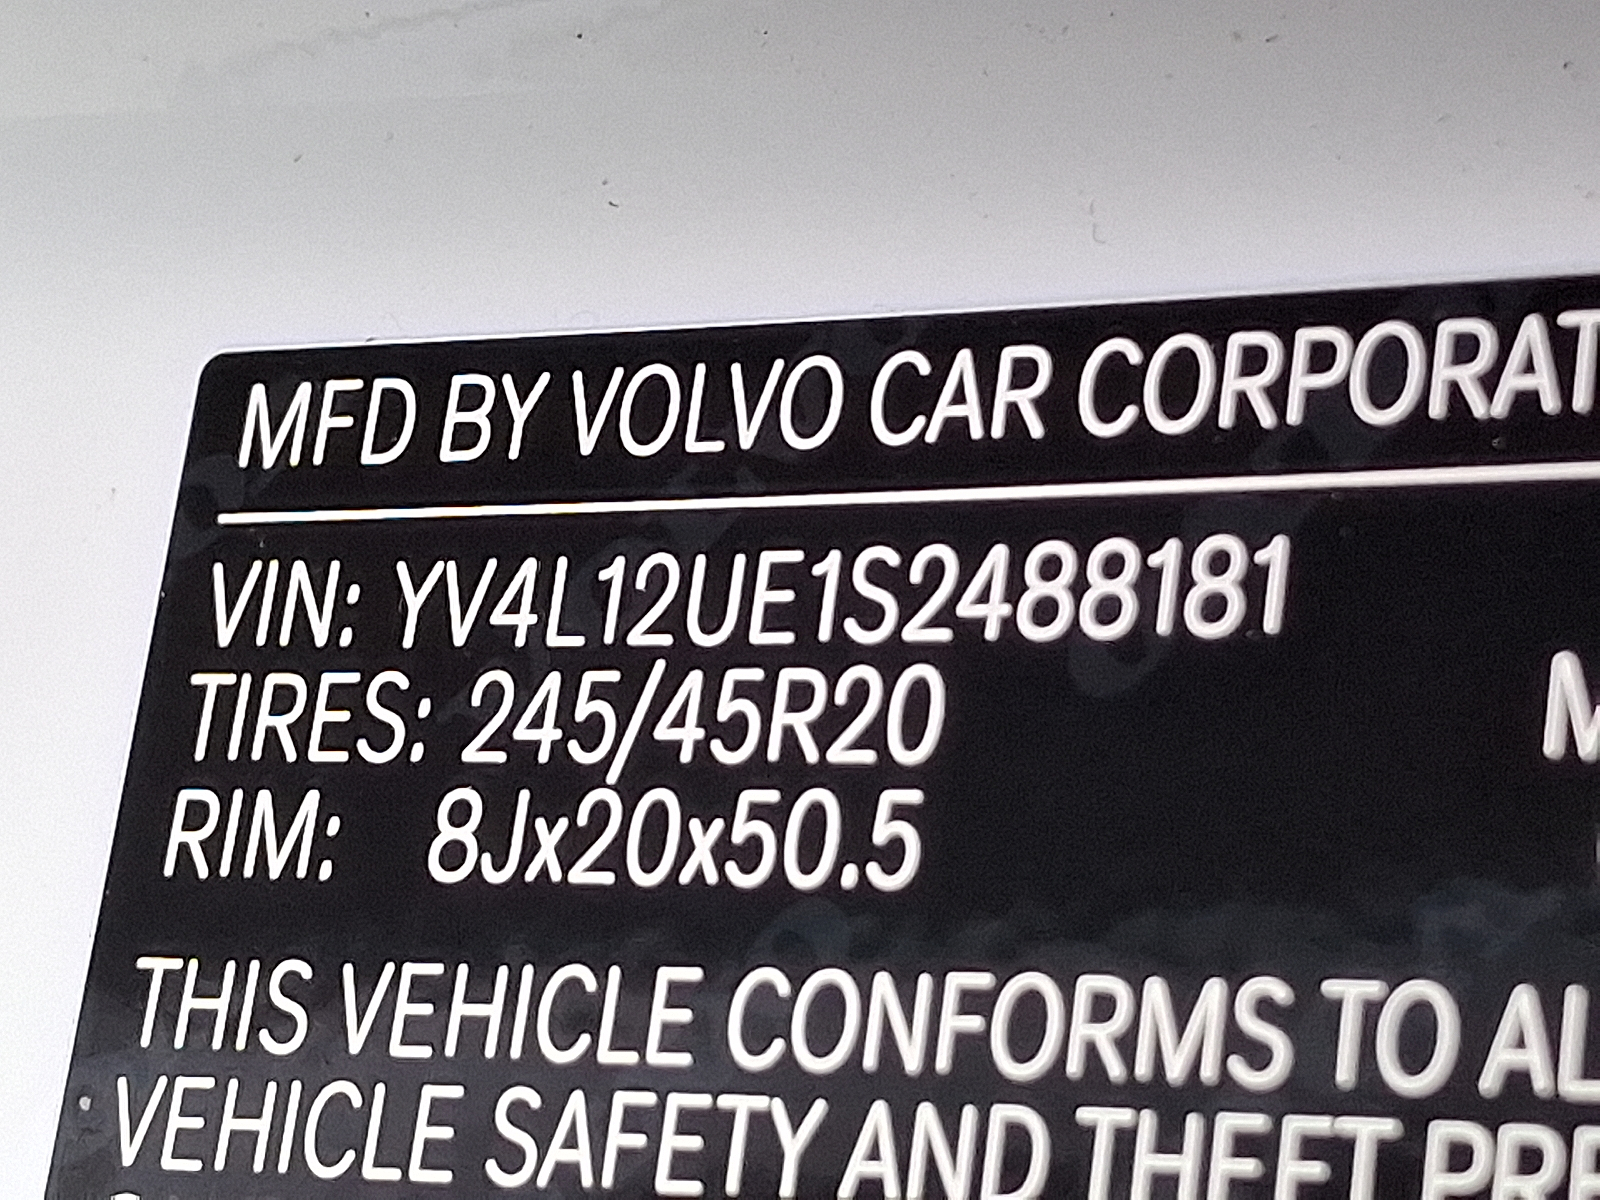 MFD BY VOLVO CAR CORPORAT
VIN: YV4L12UE1S2488181
TIRES: 245/45R20
RIM: 8Jx20x50.5
THIS VEHICLE CONFORMS TO AL
VEHICLE SAFETY AND THEFT PRE